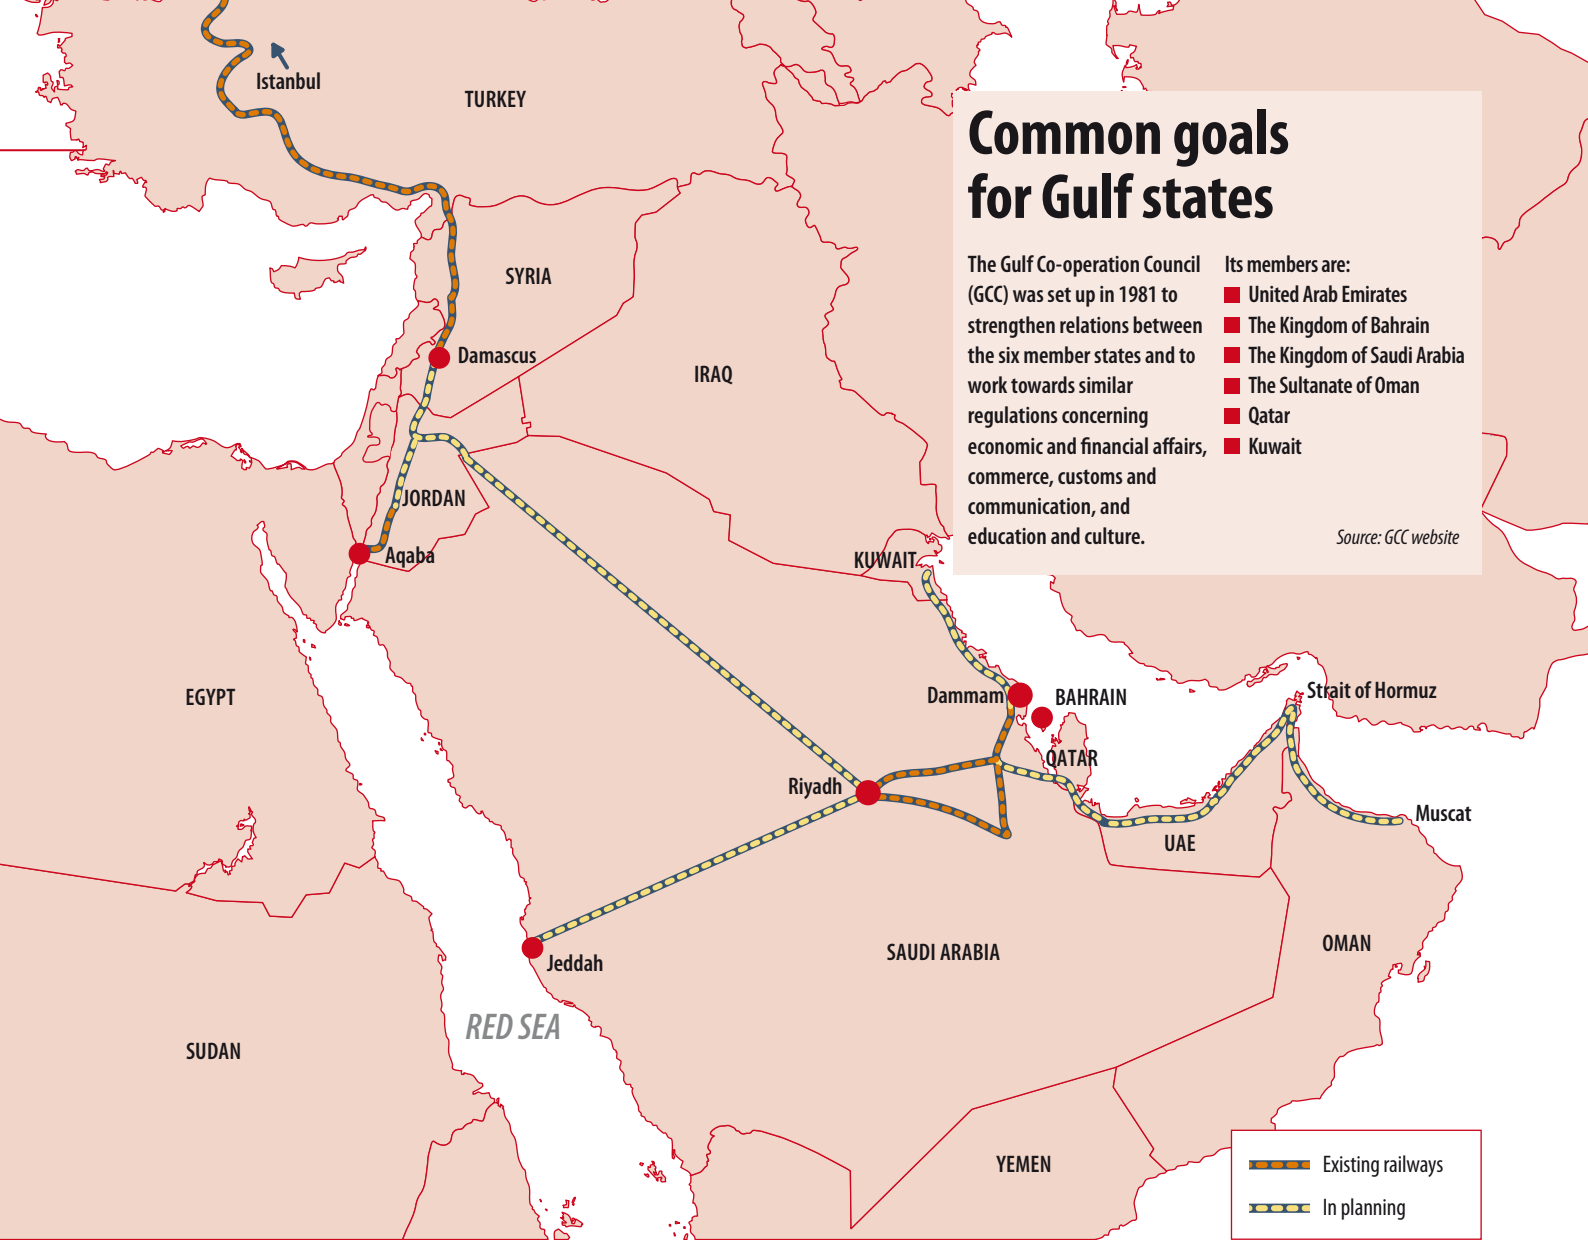 Istanbul
TURKEY
Common goals
for Gulf states
The Gulf Co-operation Council
(GCC) was set up in 1981 to
strengthen relations between
the six member states and to
work towards similar
regulations concerning
economic and financial affairs,
commerce, customs and
communication, and
education and culture.
Its members are:
United Arab Emirates
The Kingdom of Bahrain
The Kingdom of Saudi Arabia
The Sultanate of Oman
Qatar
Kuwait
Source: GCC website
SYRIA
Damascus
IRAQ
JORDAN
Aqaba
KUWAIT
EGYPT
Dammam
BAHRAIN
Strait of Hormuz
QATAR
Riyadh
Muscat
UAE
OMAN
SAUDI ARABIA
Jeddah
RED SEA
SUDAN
YEMEN
Existing railways
In planning